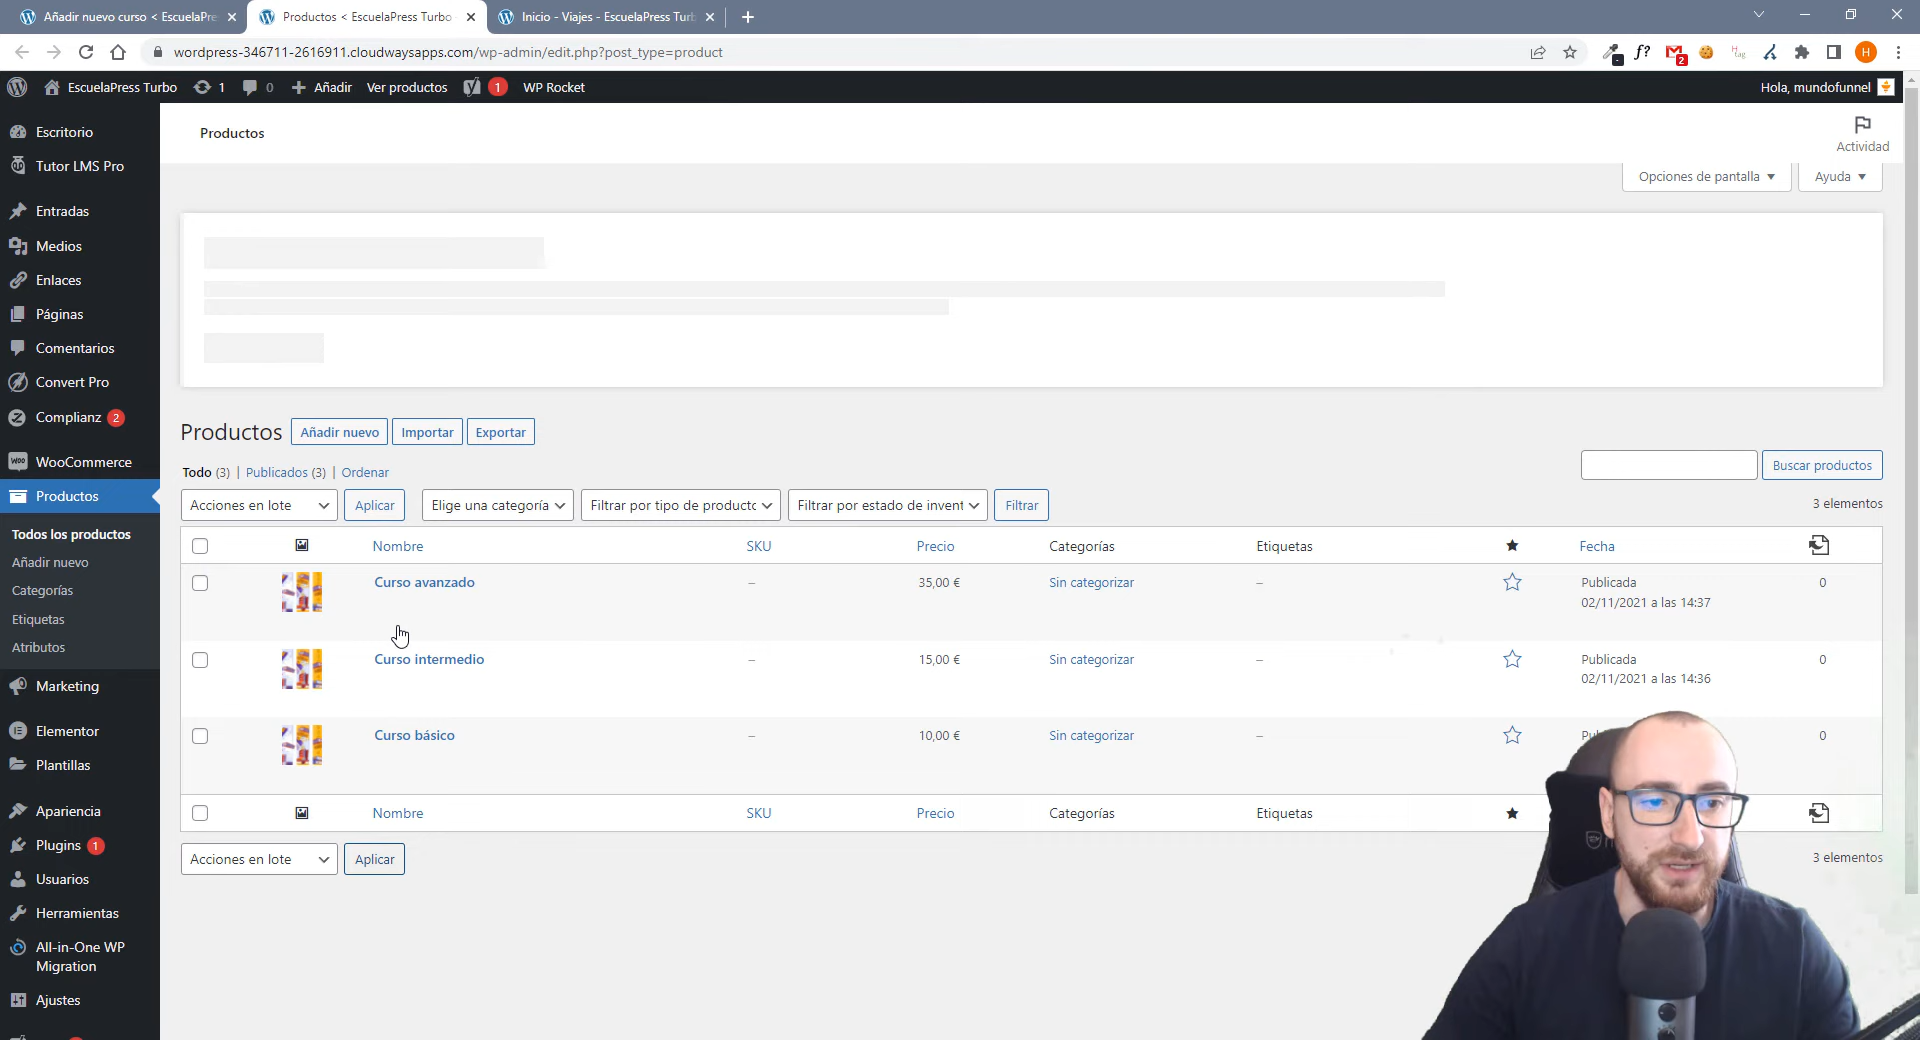 Añadir nuevo curso < EscuelaPre
Productos < EscuelaPress Turbo
Inicio - Viajes - EscuelaPress Turb
wordpress-346711-2616911.cloudwaysapps.com/wp-admin/edit.php?post_type=product
f?
2
H
EscuelaPress Turbo
1
0
Añadir
Ver productos
1
WP Rocket
Hola, mundofunnel
Escritorio
Tutor LMS Pro
Entradas
Medios
Enlaces
Páginas
Comentarios
Convert Pro
Complianz 2
WooCommerce
Productos
Todos los productos
Añadir nuevo
Categorías
Etiquetas
Atributos
Marketing
Elementor
Plantillas
Apariencia
Plugins 1
Usuarios
Herramientas
All-in-One WP
Migration
Ajustes
Productos
Actividad
Opciones de pantalla
Ayuda
Productos Añadir nuevo Importar Exportar
Todo (3) | Publicados (3) | Ordenar
Buscar productos
Acciones en lote Aplicar Elige una categoría Filtrar por tipo de producto Filtrar por estado de invent Filtrar
3 elementos
Nombre SKU Precio Categorías Etiquetas Fecha
Curso avanzado – 35,00 € Sin categorizar – Publicada 0
02/11/2021 a las 14:37
Curso intermedio – 15,00 € Sin categorizar – Publicada 0
02/11/2021 a las 14:36
Curso básico – 10,00 € Sin categorizar – 0
Nombre SKU Precio Categorías Etiquetas
Acciones en lote Aplicar
3 elementos